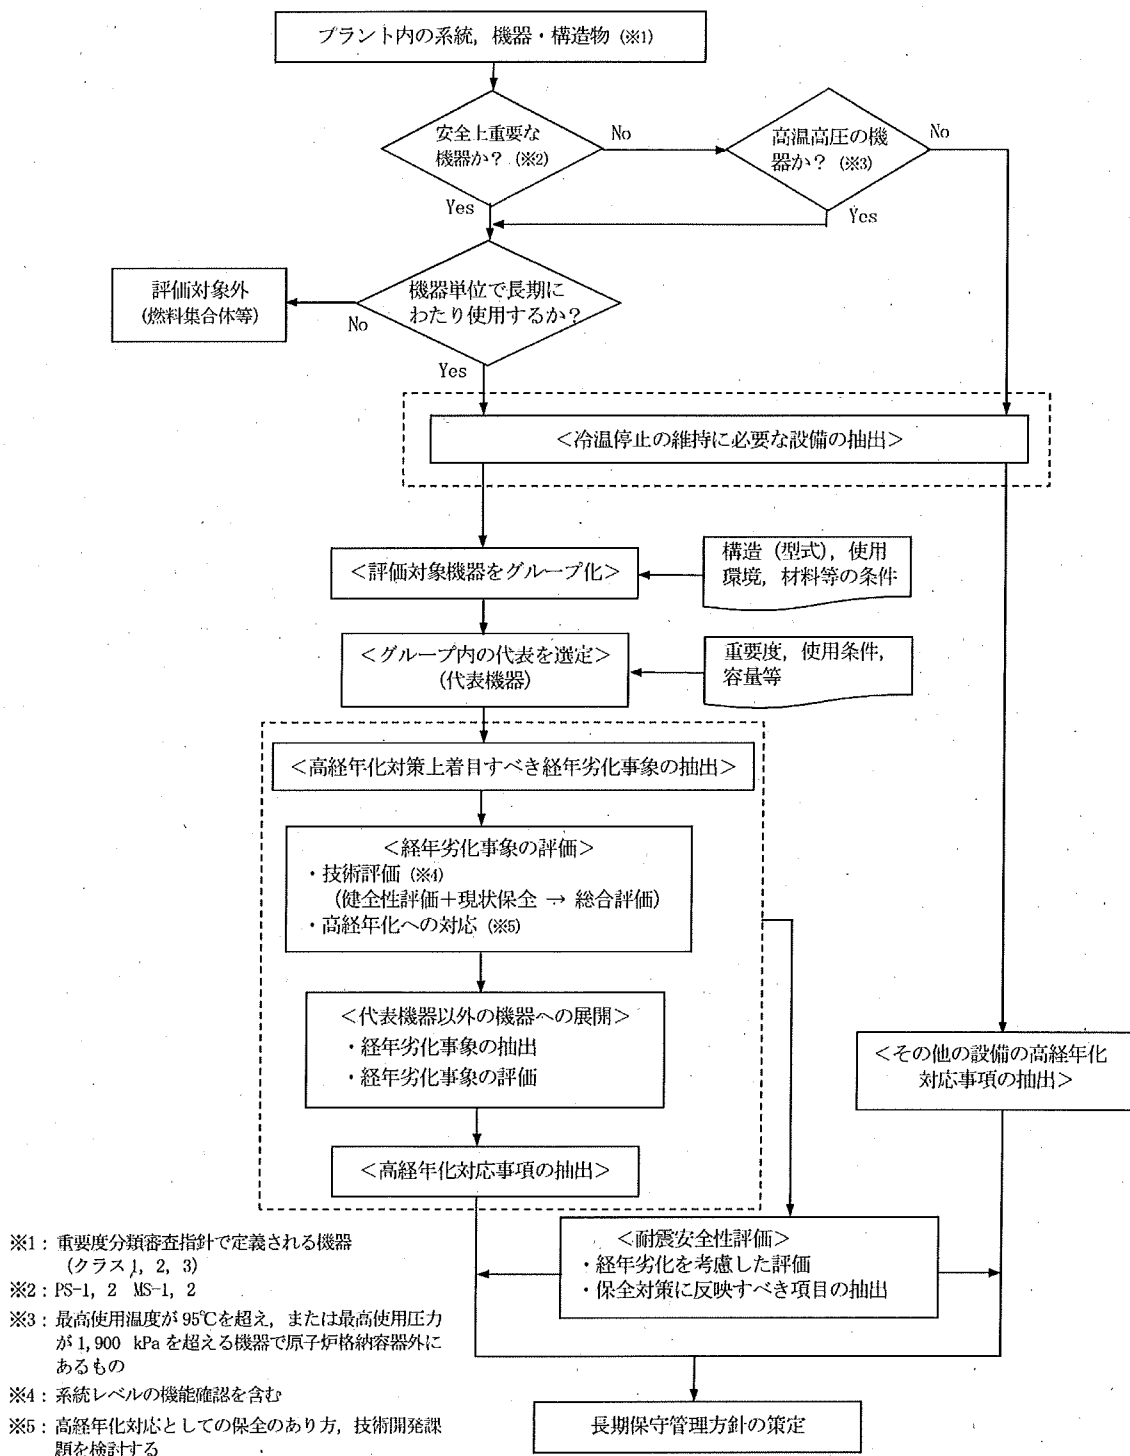 プラント内の系統，機器・構造物 (※1)
安全上重要な
機器か？ (※2)
No
高温高圧の機
器か？ (※3)
No
Yes
Yes
機器単位で長期に
わたり使用するか？
評価対象外
(燃料集合体等)
No
Yes
＜冷温停止の維持に必要な設備の抽出＞
＜評価対象機器をグループ化＞
構造 (型式)，使用
環境，材料等の条件
＜グループ内の代表を選定＞
(代表機器)
重要度，使用条件，
容量等
＜高経年化対策上着目すべき経年劣化事象の抽出＞
＜経年劣化事象の評価＞
・技術評価 (※4)
(健全性評価＋現状保全 → 総合評価)
・高経年化への対応 (※5)
＜代表機器以外の機器への展開＞
・経年劣化事象の抽出
・経年劣化事象の評価
＜その他の設備の高経年化
対応事項の抽出＞
＜高経年化対応事項の抽出＞
＜耐震安全性評価＞
・経年劣化を考慮した評価
・保全対策に反映すべき項目の抽出
長期保守管理方針の策定
※1：重要度分類審査指針で定義される機器
(クラス1, 2, 3)
※2：PS-1, 2 MS-1, 2
※3：最高使用温度が 95℃を超え，または最高使用圧力
が 1,900 kPa を超える機器で原子炉格納容器外に
あるもの
※4：系統レベルの機能確認を含む
※5：高経年化対応としての保全のあり方，技術開発課
題を検討する